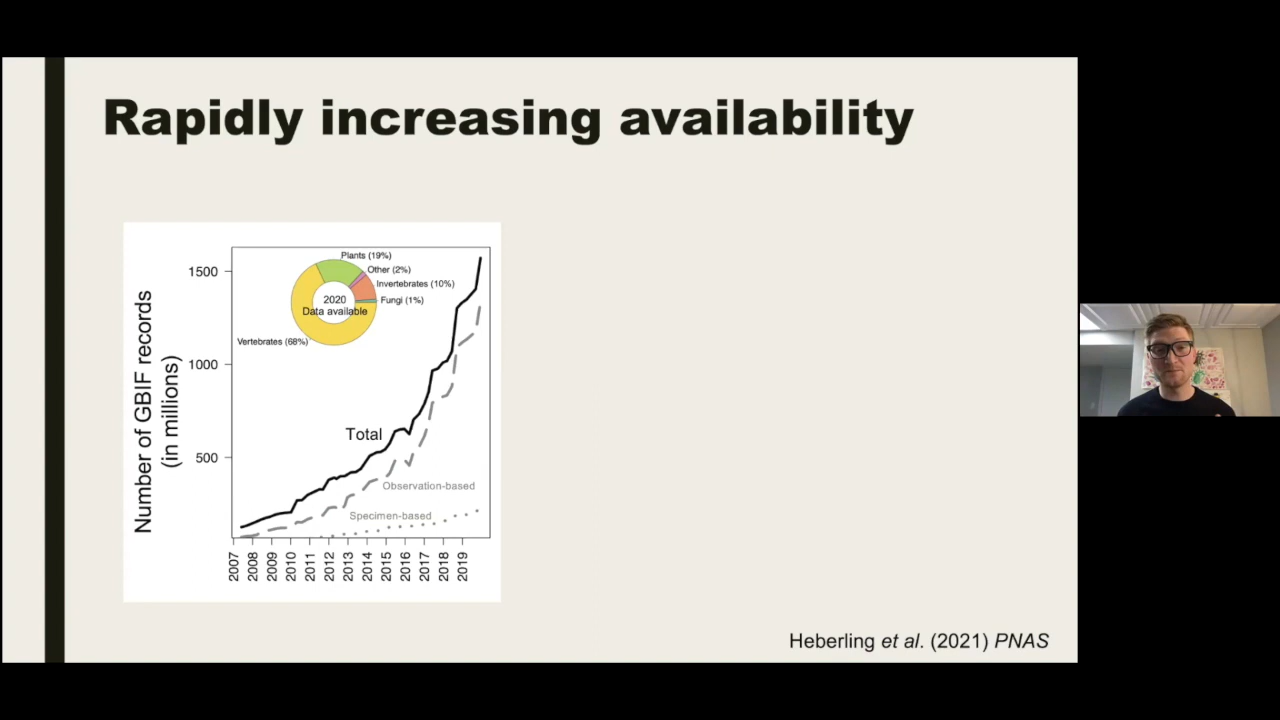 Rapidly increasing availability
Number of GBIF records
(in millions)
1500
1000
500
Plants (19%)
Other (2%)
Invertebrates (10%)
Fungi (1%)
2020
Data available
Vertebrates (68%)
Total
Observation-based
Specimen-based
2007
2008
2009
2010
2011
2012
2013
2014
2015
2016
2017
2018
2019
Heberling et al. (2021) PNAS